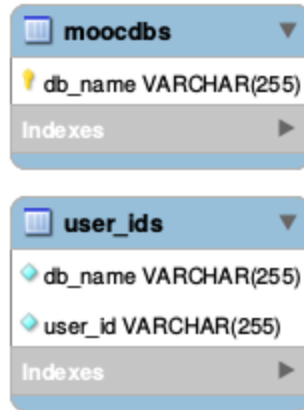 moocdbs
db_name VARCHAR(255)
Indexes
user_ids
db_name VARCHAR(255)
user_id VARCHAR(255)
Indexes